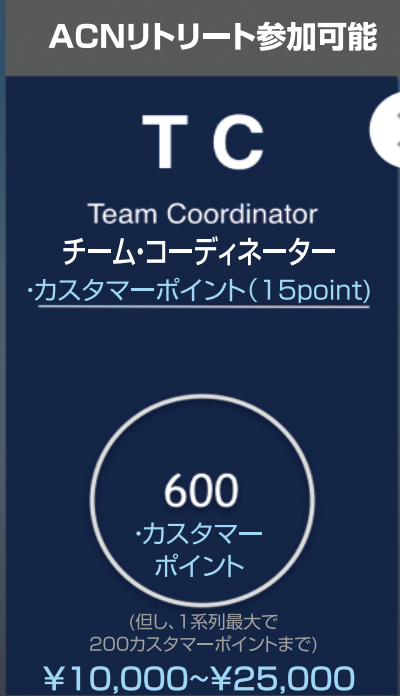 ACNリトリート参加可能
T C
Team Coordinator
チーム・コーディネーター
・カスタマーポイント(15point)
600
・カスタマー
ポイント
(但し、1系列最大で
200カスタマーポイントまで)
¥10,000~¥25,000